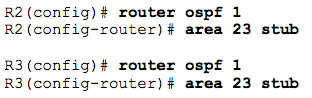 R2(config)# router ospf 1
R2(config-router)# area 23 stub
R3(config)# router ospf 1
R3(config-router)# area 23 stub